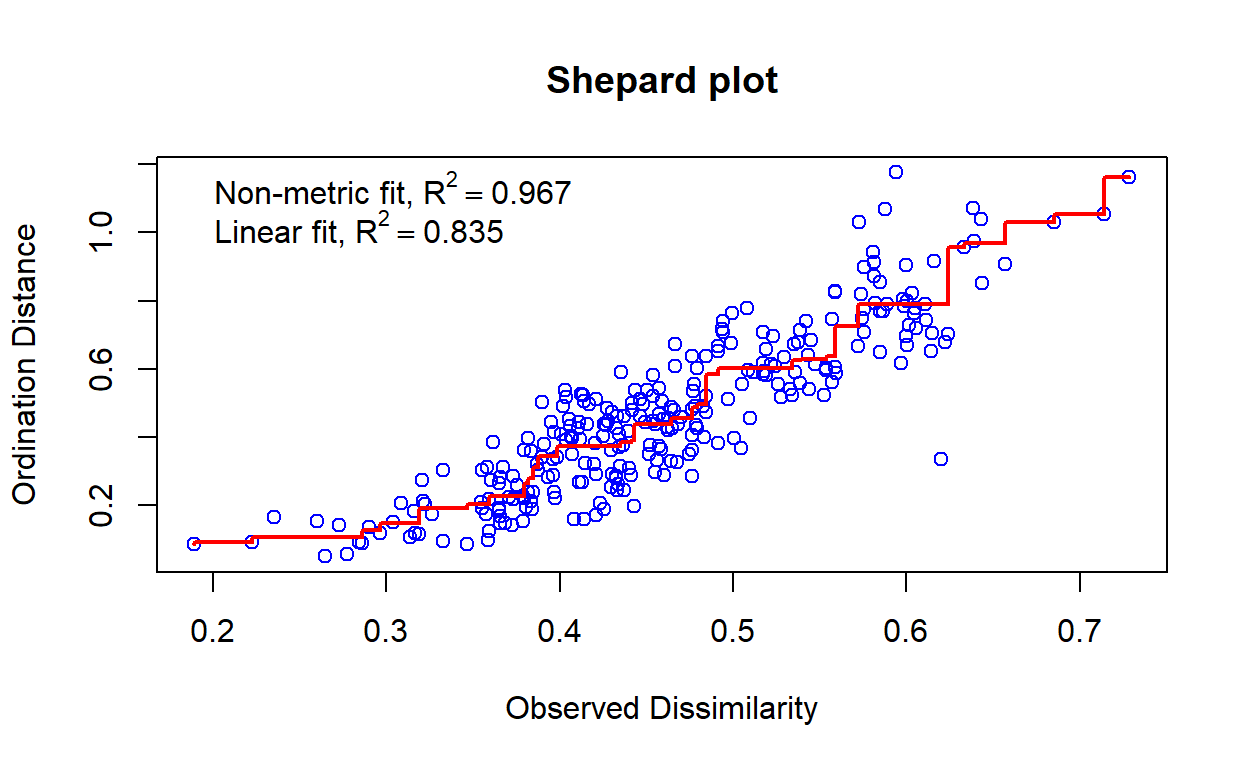 Shepard plot
Non-metric fit, R² = 0.967
Linear fit, R² = 0.835
Ordination Distance
1.0
0.6
0.2
0.2 0.3 0.4 0.5 0.6 0.7
Observed Dissimilarity